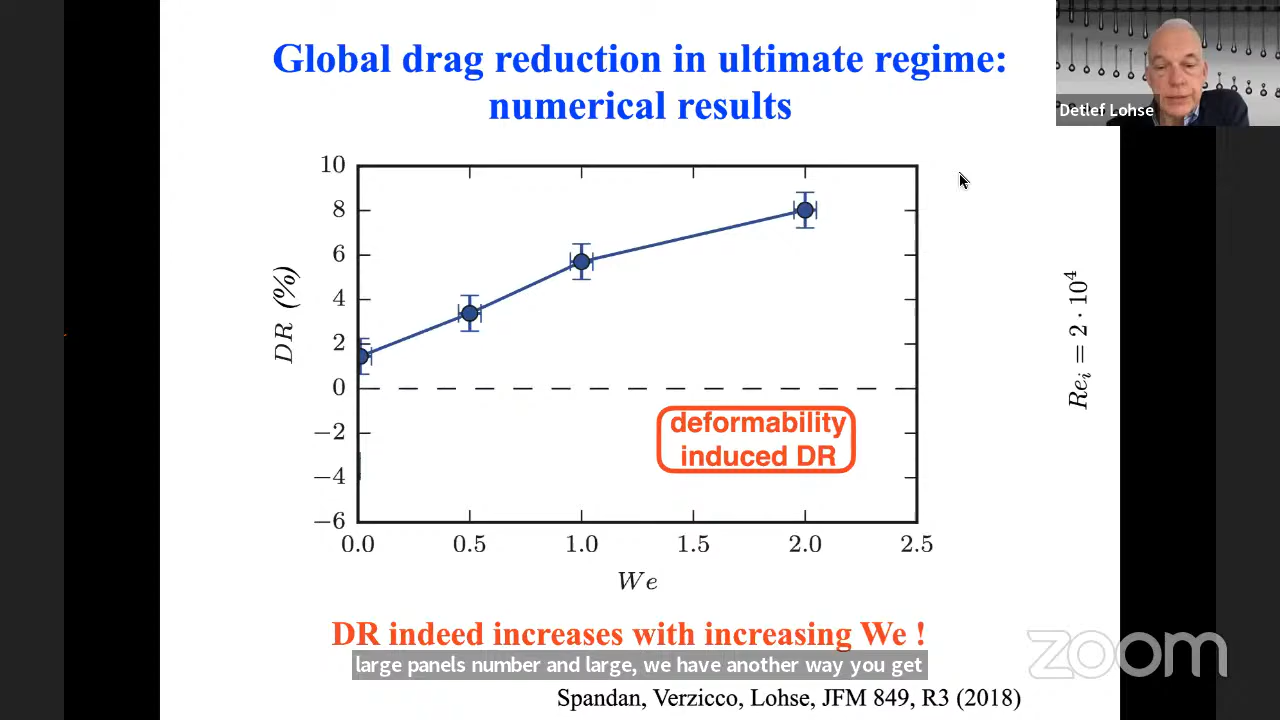 Global drag reduction in ultimate regime:
numerical results
Detlef Lohse
10
8
6
4
2
0
−2
−4
−6
DR (%)
0.0 0.5 1.0 1.5 2.0 2.5
We
deformability
induced DR
Re_i = 2 · 10^4
DR indeed increases with increasing We !
large panels number and large, we have another way you get
zoom
Spandan, Verzicco, Lohse, JFM 849, R3 (2018)